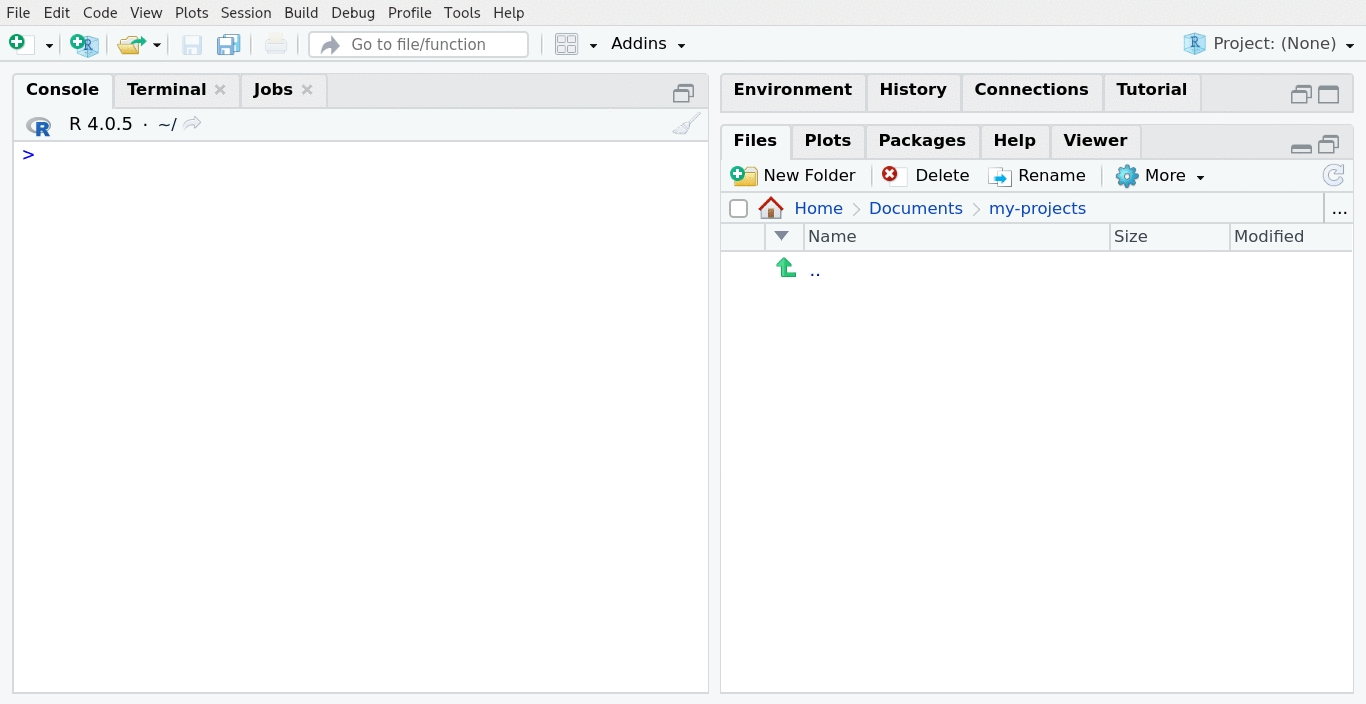 File Edit Code View Plots Session Build Debug Profile Tools Help
Go to file/function Addins Project: (None)
Console Terminal Jobs
R 4.0.5 · ~/
>
Environment History Connections Tutorial
Files Plots Packages Help Viewer
New Folder Delete Rename More
Home Documents my-projects ...
Name Size Modified
..